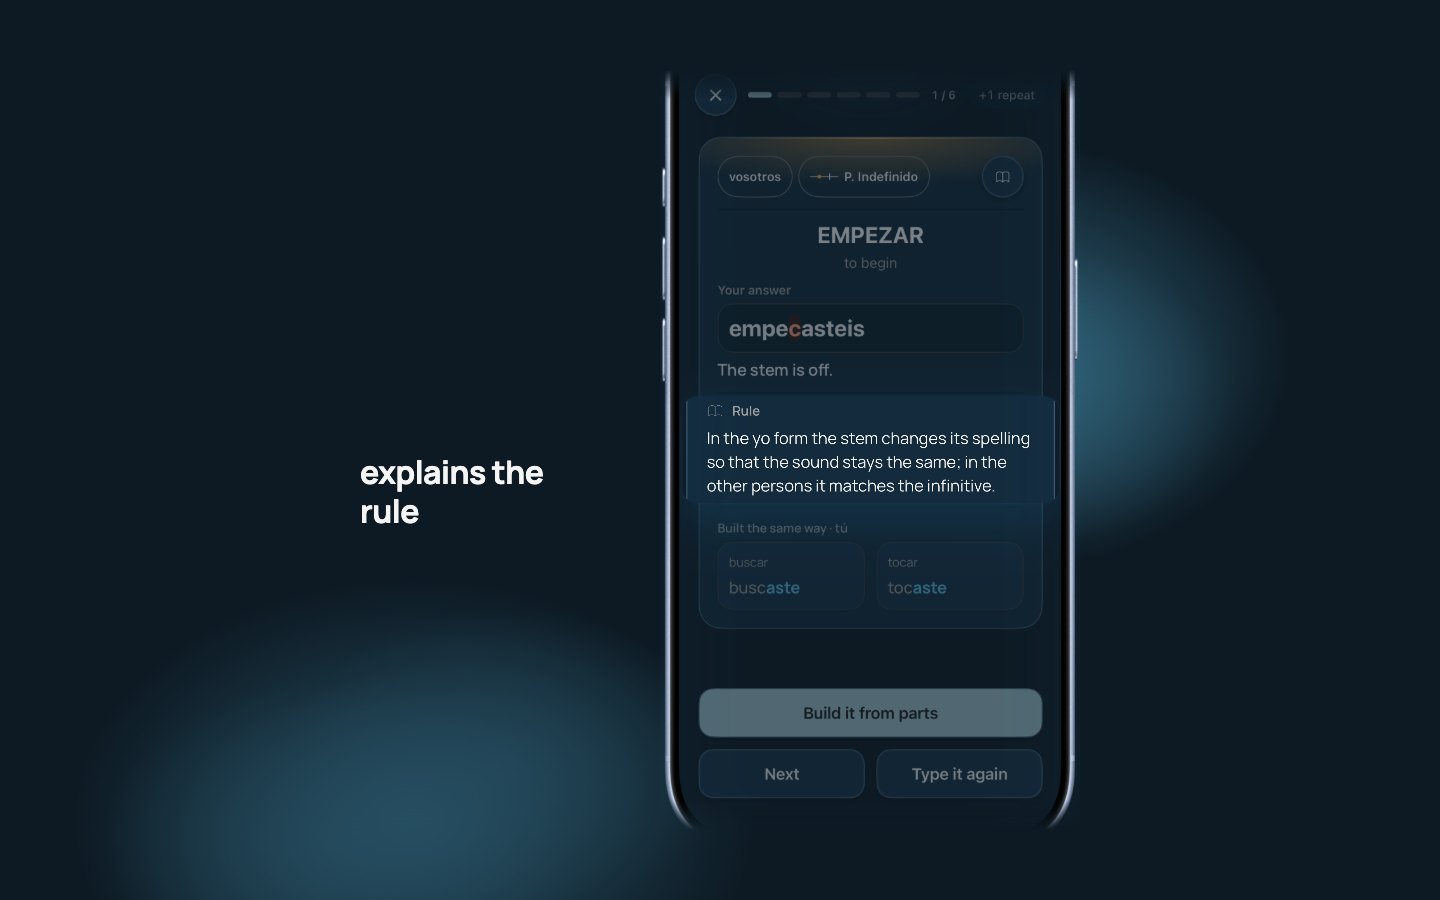 1 / 6
+1 repeat
vosotros
P. Indefinido
EMPEZAR
to begin
Your answer
empecasteis
The stem is off.
Rule
In the yo form the stem changes its spelling
so that the sound stays the same; in the
other persons it matches the infinitive.
explains the
rule
Built the same way · tú
buscar
buscaste
tocar
tocaste
Build it from parts
Next
Type it again